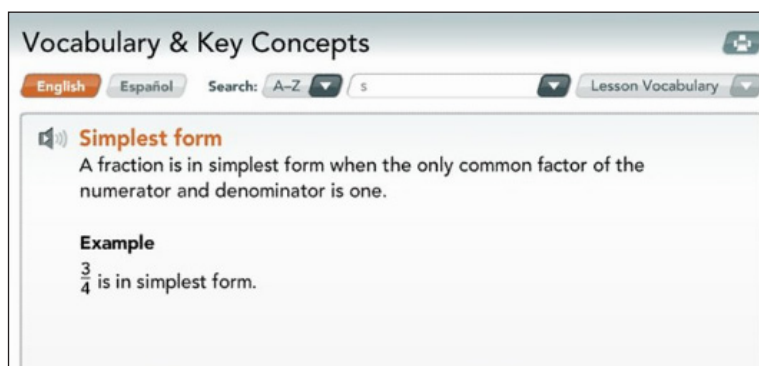 Vocabulary & Key Concepts
English Español Search: A–Z s Lesson Vocabulary
Simplest form
A fraction is in simplest form when the only common factor of the
numerator and denominator is one.
Example
3/4 is in simplest form.